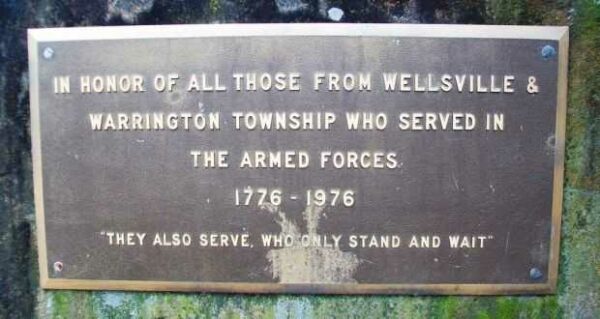 IN HONOR OF ALL THOSE FROM WELLSVILLE &
WARRINGTON TOWNSHIP WHO SERVED IN
THE ARMED FORCES
1776 - 1976
"THEY ALSO SERVE, WHO ONLY STAND AND WAIT"